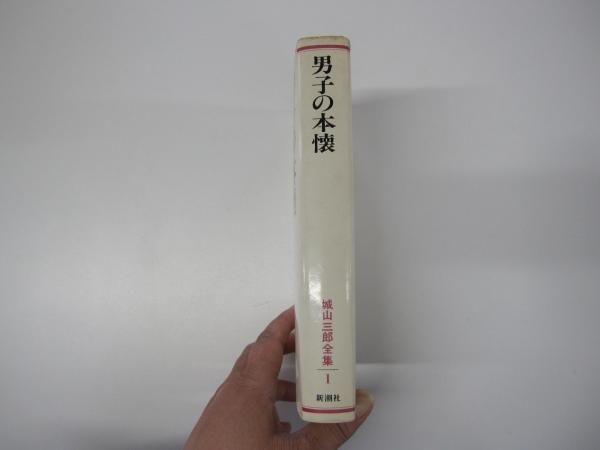 男子の本懐
城山三郎全集
1
新潮社